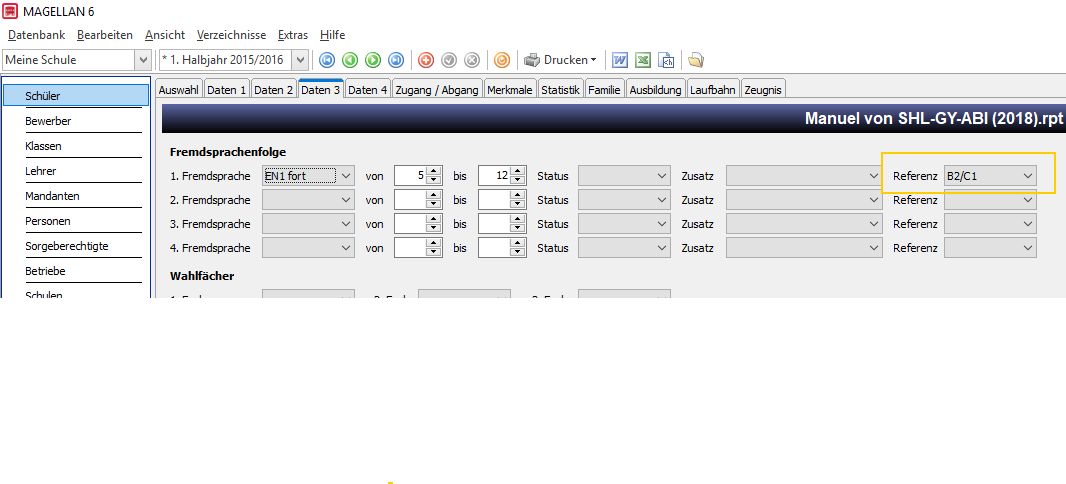 MAGELLAN 6
Datenbank Bearbeiten Ansicht Verzeichnisse Extras Hilfe
Meine Schule * 1. Halbjahr 2015/2016 Drucken
Auswahl Daten 1 Daten 2 Daten 3 Daten 4 Zugang / Abgang Merkmale Statistik Familie Ausbildung Laufbahn Zeugnis
Schüler
Bewerber
Klassen
Lehrer
Mandanten
Personen
Sorgeberechtigte
Betriebe
Schulen
Manuel von SHL-GY-ABI (2018).rpt
Fremdsprachenfolge
1. Fremdsprache EN1 fort von 5 bis 12 Status Zusatz Referenz B2/C1
2. Fremdsprache von bis Status Zusatz Referenz
3. Fremdsprache von bis Status Zusatz Referenz
4. Fremdsprache von bis Status Zusatz Referenz
Wahlfächer